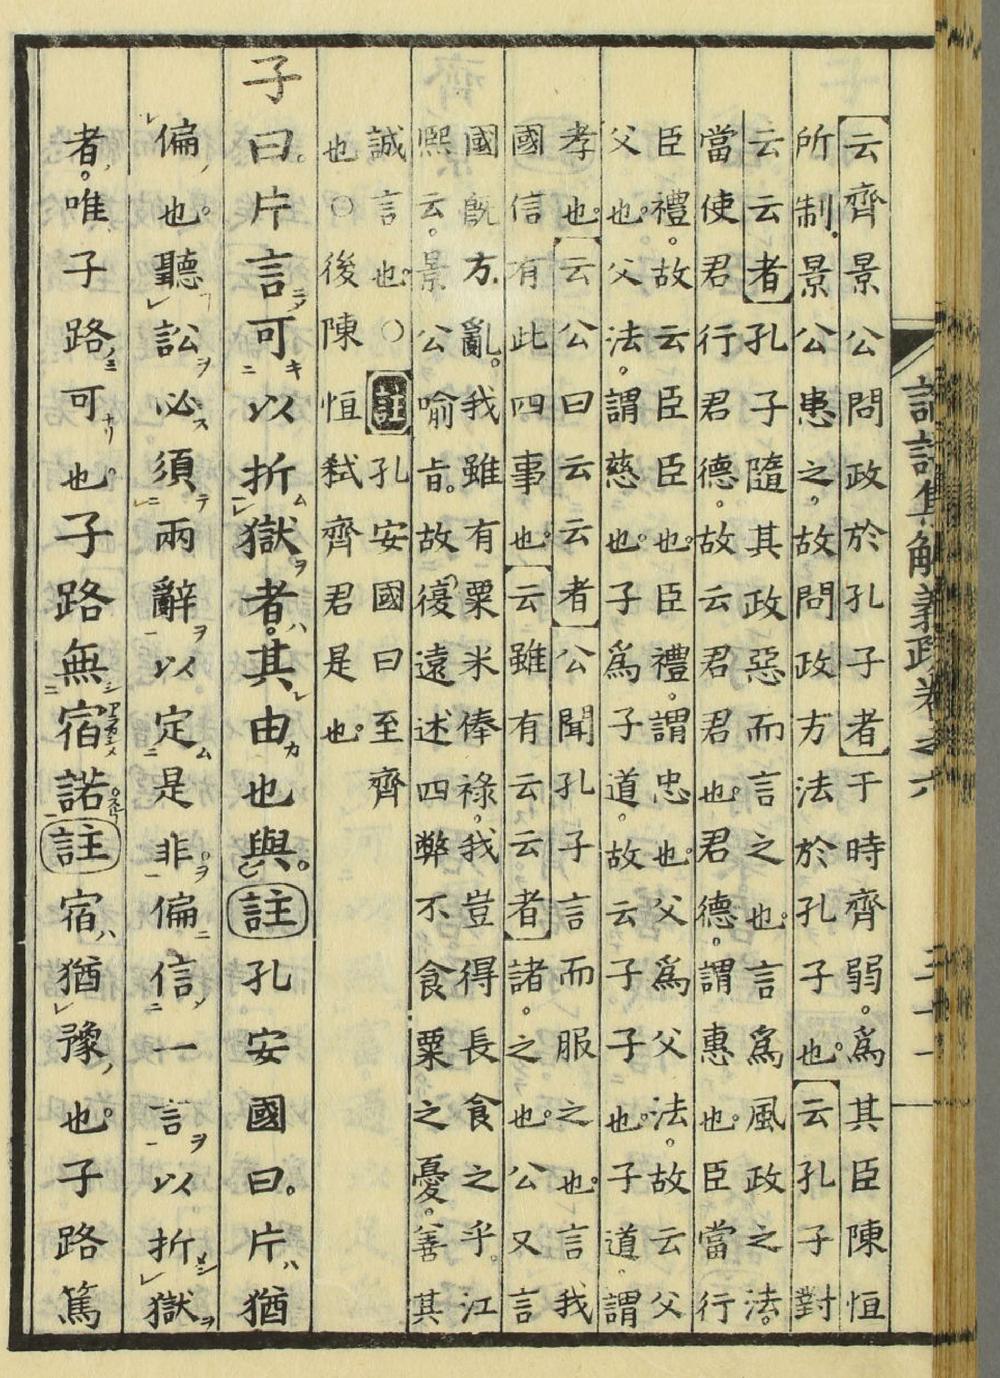 云齊景公問政於孔子者于時齊弱。爲其臣陳恒
所制。景公患之。故問政方法於孔子也。云孔子對
云云者孔子隨其政惡而言之也。言爲風政之法。
當使君行君德。故云君君也。君德。謂惠也。臣當行
臣禮。故云臣臣也。臣禮。謂忠也。父爲父法。故云父
父也。父法。謂慈也。子爲子道。故云子子也。子道。謂
孝也。云公曰云云者公聞孔子言而服之也。言我
國信有此四事也。云雖有云云者諸。之也。公又言
國旣方亂。我雖有粟米俸祿。我豈得長食之乎。江
熙云。景公喻旨。故復遠述四弊不食粟之憂。善其
誠言也。○註孔安國曰至齊
也○後陳恒弒齊君是也。
子曰。片言可以折獄者。其由也與。註孔安國曰。片猶
偏也。聽訟必須兩辭以定是非。偏信一言以折獄
者。唯子路可也。子路無宿諾註宿猶豫也。子路篤
論語集解義疏卷之六